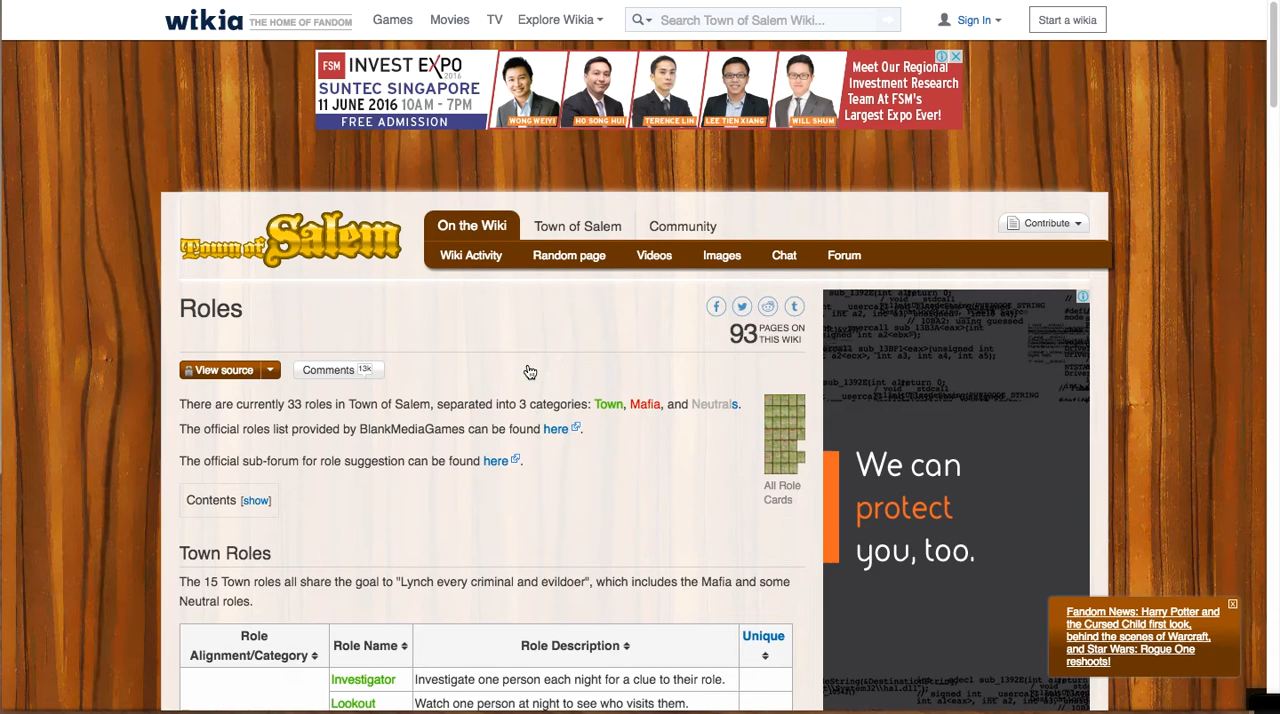 wikia THE HOME OF FANDOM Games Movies TV Explore Wikia Search Town of Salem Wiki... Sign In Start a wikia
FSM INVEST EXPO 2016
SUNTEC SINGAPORE
11 JUNE 2016 10AM - 7PM
FREE ADMISSION
WONG WEIYI HO SONG HUI TERENCE LIN LEE TIEN XIANG WILL SHUM
Meet Our Regional
Investment Research
Team At FSM's
Largest Expo Ever!
Town of Salem
On the Wiki Town of Salem Community Contribute
Wiki Activity Random page Videos Images Chat Forum
Roles
93 PAGES ON
THIS WIKI
View source Comments 13k
There are currently 33 roles in Town of Salem, separated into 3 categories: Town, Mafia, and Neutrals.
The official roles list provided by BlankMediaGames can be found here.
The official sub-forum for role suggestion can be found here.
All Role
Cards
Contents [show]
Town Roles
The 15 Town roles all share the goal to "Lynch every criminal and evildoer", which includes the Mafia and some
Neutral roles.
Role
Alignment/Category Role Name Role Description Unique
Investigator Investigate one person each night for a clue to their role.
Lookout Watch one person at night to see who visits them.
We can
protect
you, too.
Fandom News: Harry Potter and
the Cursed Child first look,
behind the scenes of Warcraft,
and Star Wars: Rogue One
reshoots!